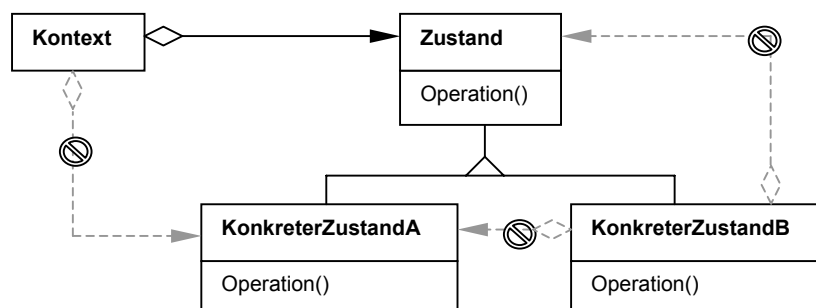 Kontext
Zustand
Operation()
KonkreterZustandA
KonkreterZustandB
Operation()
Operation()